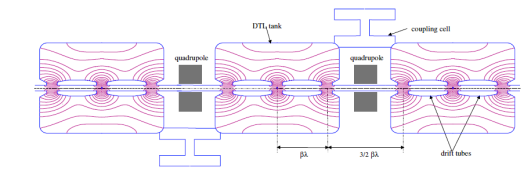 DTL tank
coupling cell
quadrupole
quadrupole
drift tubes
βλ
3/2 βλ